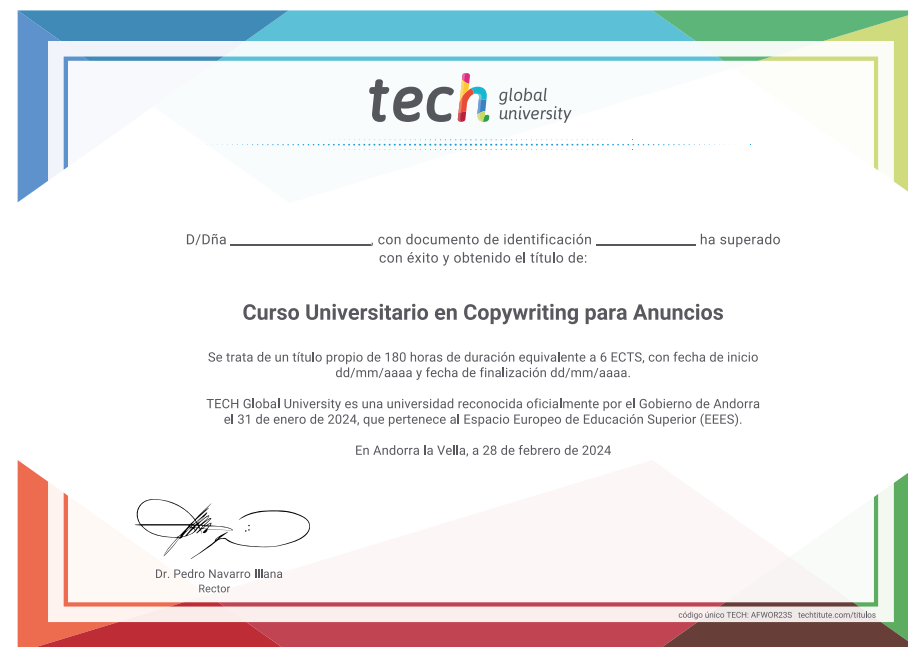 tech global university
D/Dña ____________, con documento de identificación ____________ ha superado
con éxito y obtenido el título de:
Curso Universitario en Copywriting para Anuncios
Se trata de un título propio de 180 horas de duración equivalente a 6 ECTS, con fecha de inicio
dd/mm/aaaa y fecha de finalización dd/mm/aaaa.
TECH Global University es una universidad reconocida oficialmente por el Gobierno de Andorra
el 31 de enero de 2024, que pertenece al Espacio Europeo de Educación Superior (EEES).
En Andorra la Vella, a 28 de febrero de 2024
Dr. Pedro Navarro Illana
Rector
código único TECH: AFWOR23S techtitute.com/titulos